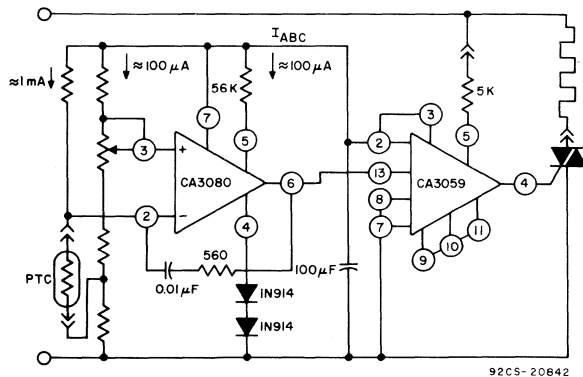 I_ABC
≈1mA
≈100µA
56K
≈100µA
5K
7
5
3
+
CA3080
6
2
−
4
3
2
5
13
CA3059
4
8
7
9
10
11
560
0.01µF
100µF
PTC
1N914
1N914
92CS-20842